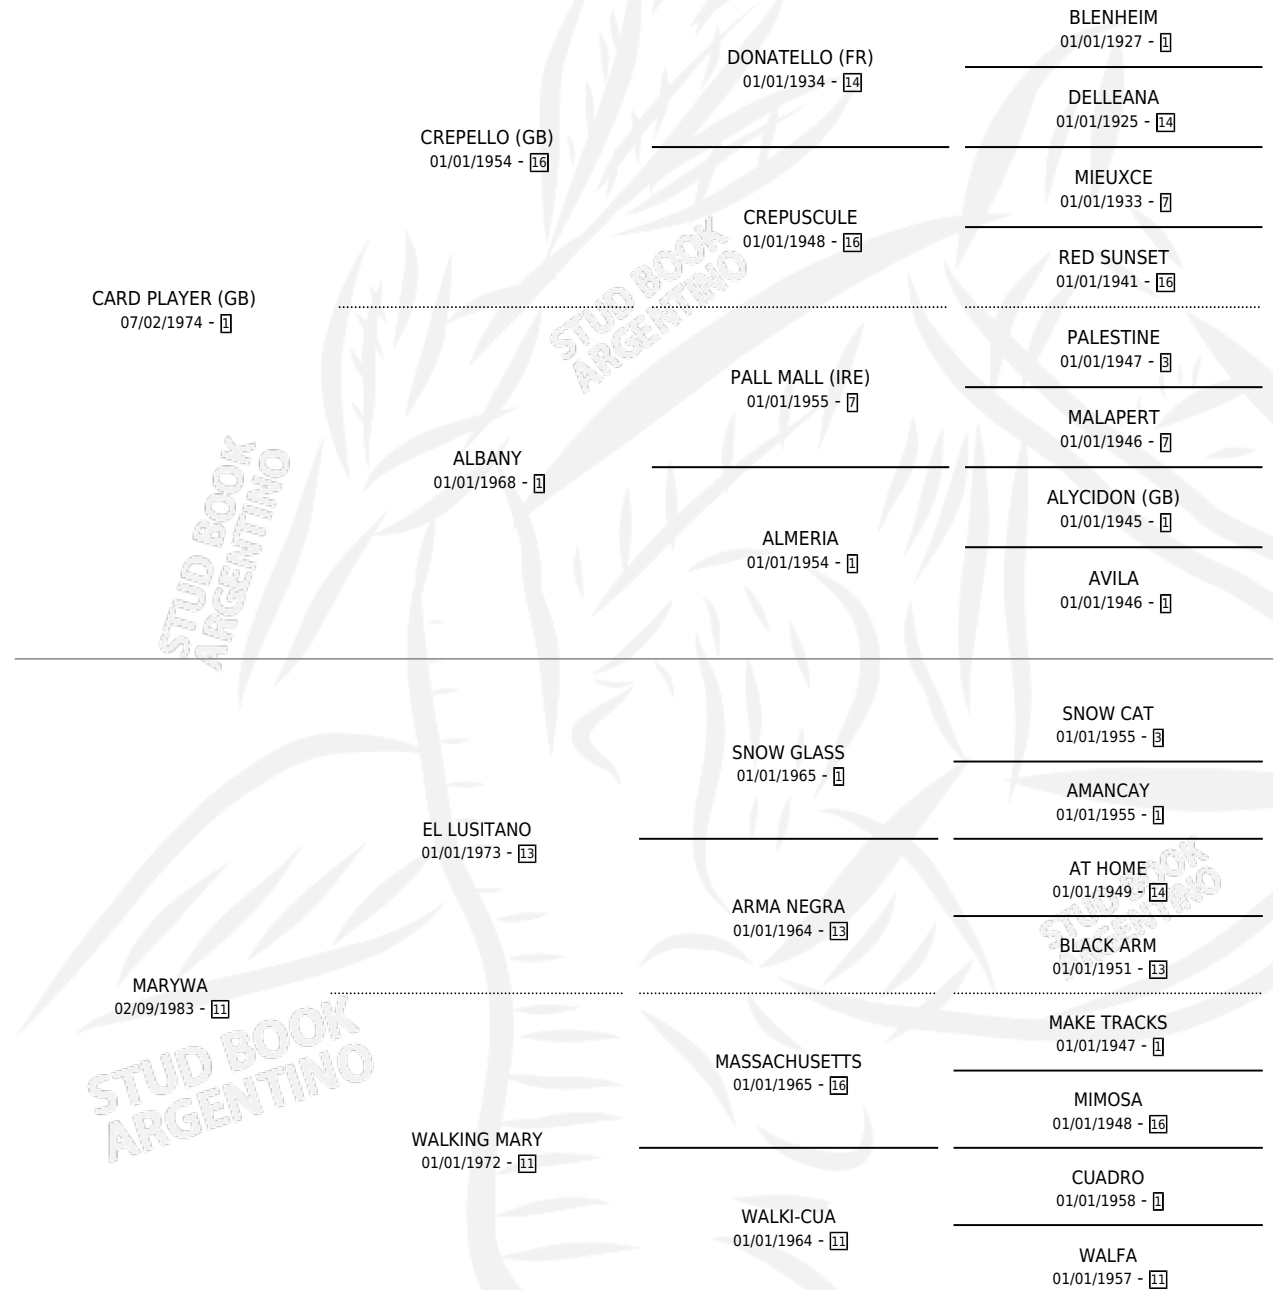 BLENHEIM
01/01/1927 - 1
DONATELLO (FR)
01/01/1934 - 14
DELLEANA
01/01/1925 - 14
CREPELLO (GB)
01/01/1954 - 16
MIEUXCE
01/01/1933 - 7
CREPUSCULE
01/01/1948 - 16
RED SUNSET
01/01/1941 - 16
CARD PLAYER (GB)
07/02/1974 - 1
STUD BOOK
ARGENTINO
PALESTINE
01/01/1947 - 3
PALL MALL (IRE)
01/01/1955 - 7
MALAPERT
01/01/1946 - 7
ALBANY
01/01/1968 - 1
ALYCIDON (GB)
01/01/1945 - 1
ALMERIA
01/01/1954 - 1
AVILA
01/01/1946 - 1
STUD BOOK
ARGENTINO
SNOW CAT
01/01/1955 - 3
SNOW GLASS
01/01/1965 - 1
AMANCAY
01/01/1955 - 1
EL LUSITANO
01/01/1973 - 13
AT HOME
01/01/1949 - 14
ARMA NEGRA
01/01/1964 - 13
STUD BOOK
ARGENTINO
BLACK ARM
01/01/1951 - 13
MARYWA
02/09/1983 - 11
STUD BOOK
ARGENTINO
MAKE TRACKS
01/01/1947 - 1
MASSACHUSETTS
01/01/1965 - 16
MIMOSA
01/01/1948 - 16
WALKING MARY
01/01/1972 - 11
CUADRO
01/01/1958 - 1
WALKI-CUA
01/01/1964 - 11
WALFA
01/01/1957 - 11